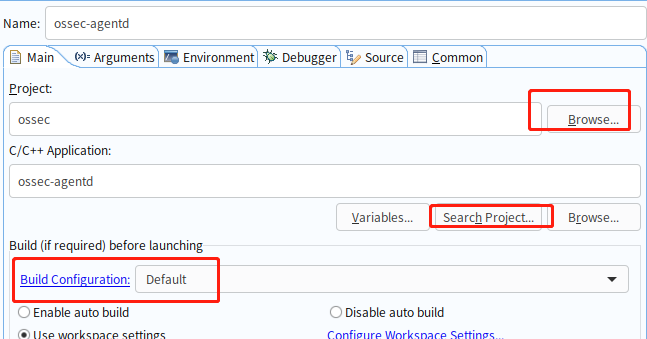 Name: ossec-agentd
Main (x)= Arguments Environment Debugger Source Common
Project:
ossec Browse...
C/C++ Application:
ossec-agentd
Variables... Search Project... Browse...
Build (if required) before launching
Build Configuration: Default
Enable auto build Disable auto build
Use workspace settings Configure Workspace Settings...